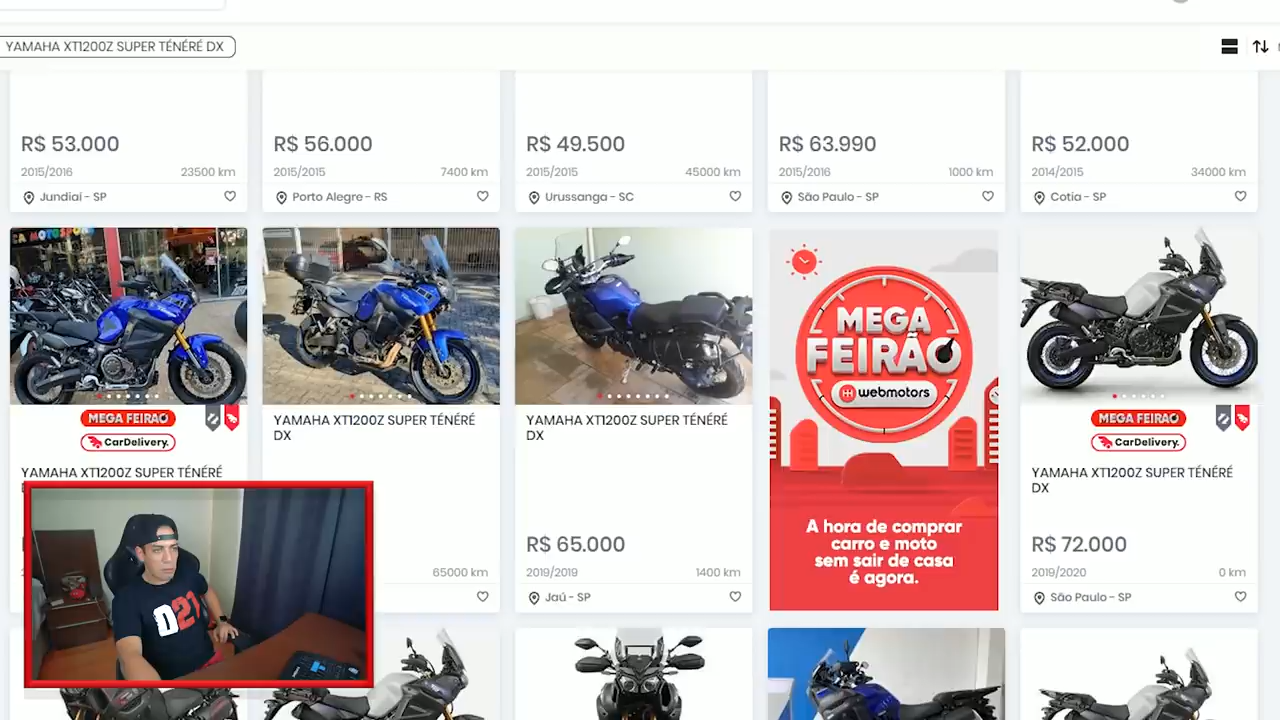 YAMAHA XT1200Z SUPER TÉNÉRÉ DX
R$ 53.000
2015/2016 23500 km
Jundiaí - SP
R$ 56.000
2015/2015 7400 km
Porto Alegre - RS
R$ 49.500
2015/2015 45000 km
Urussanga - SC
R$ 63.990
2015/2016 1000 km
São Paulo - SP
R$ 52.000
2014/2015 34000 km
Cotia - SP
MEGA FEIRÃO
CarDelivery.
YAMAHA XT1200Z SUPER TÉNÉRÉ
YAMAHA XT1200Z SUPER TÉNÉRÉ
DX
65000 km
YAMAHA XT1200Z SUPER TÉNÉRÉ
DX
R$ 65.000
2019/2019 1400 km
Jaú - SP
MEGA
FEIRÃO
webmotors
A hora de comprar
carro e moto
sem sair de casa
é agora.
MEGA FEIRÃO
CarDelivery.
YAMAHA XT1200Z SUPER TÉNÉRÉ
DX
R$ 72.000
2019/2020 0 km
São Paulo - SP
021